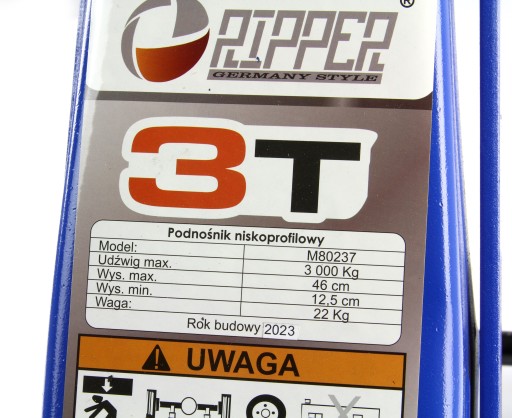 RIPPER®
GERMANY STYLE
3T
Podnośnik niskoprofilowy
Model: M80237
Udźwig max. 3 000 Kg
Wys. max. 46 cm
Wys. min. 12,5 cm
Waga: 22 Kg
Rok budowy 2023
UWAGA